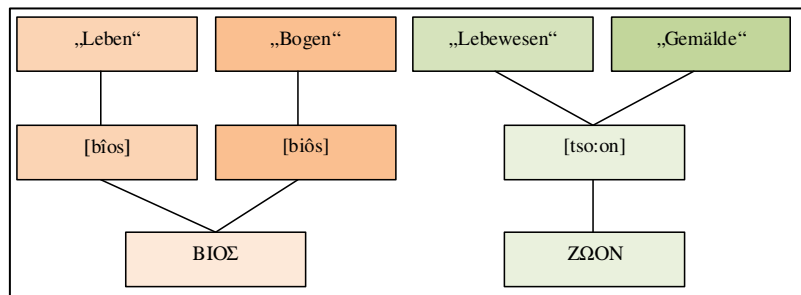 „Leben“
„Bogen“
„Lebewesen“
„Gemälde“
[bîos]
[biôs]
[tso:on]
ΒΙΟΣ
ΖΩΟΝ